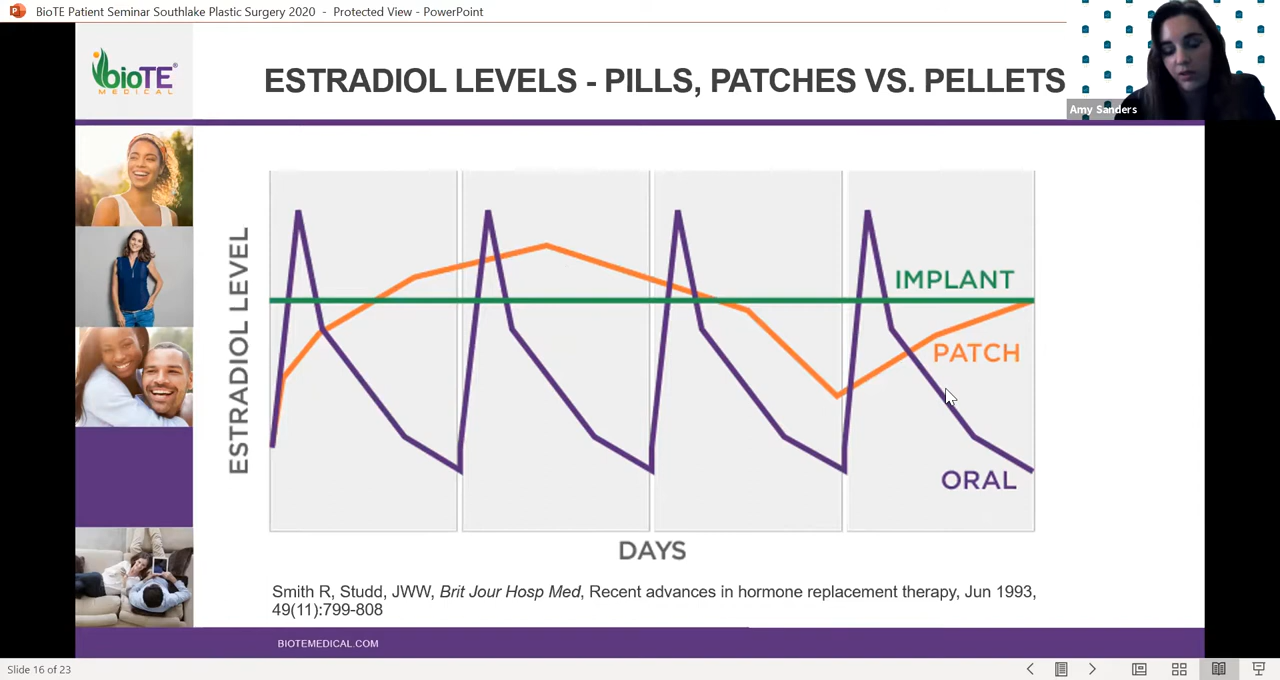 BioTE Patient Seminar Southlake Plastic Surgery 2020 - Protected View - PowerPoint
bioTE®
MEDICAL
ESTRADIOL LEVELS - PILLS, PATCHES VS. PELLETS
Amy Sanders
ESTRADIOL LEVEL
IMPLANT
PATCH
ORAL
DAYS
Smith R, Studd, JWW, Brit Jour Hosp Med, Recent advances in hormone replacement therapy, Jun 1993,
49(11):799-808
BIOTEMEDICAL.COM
Slide 16 of 23